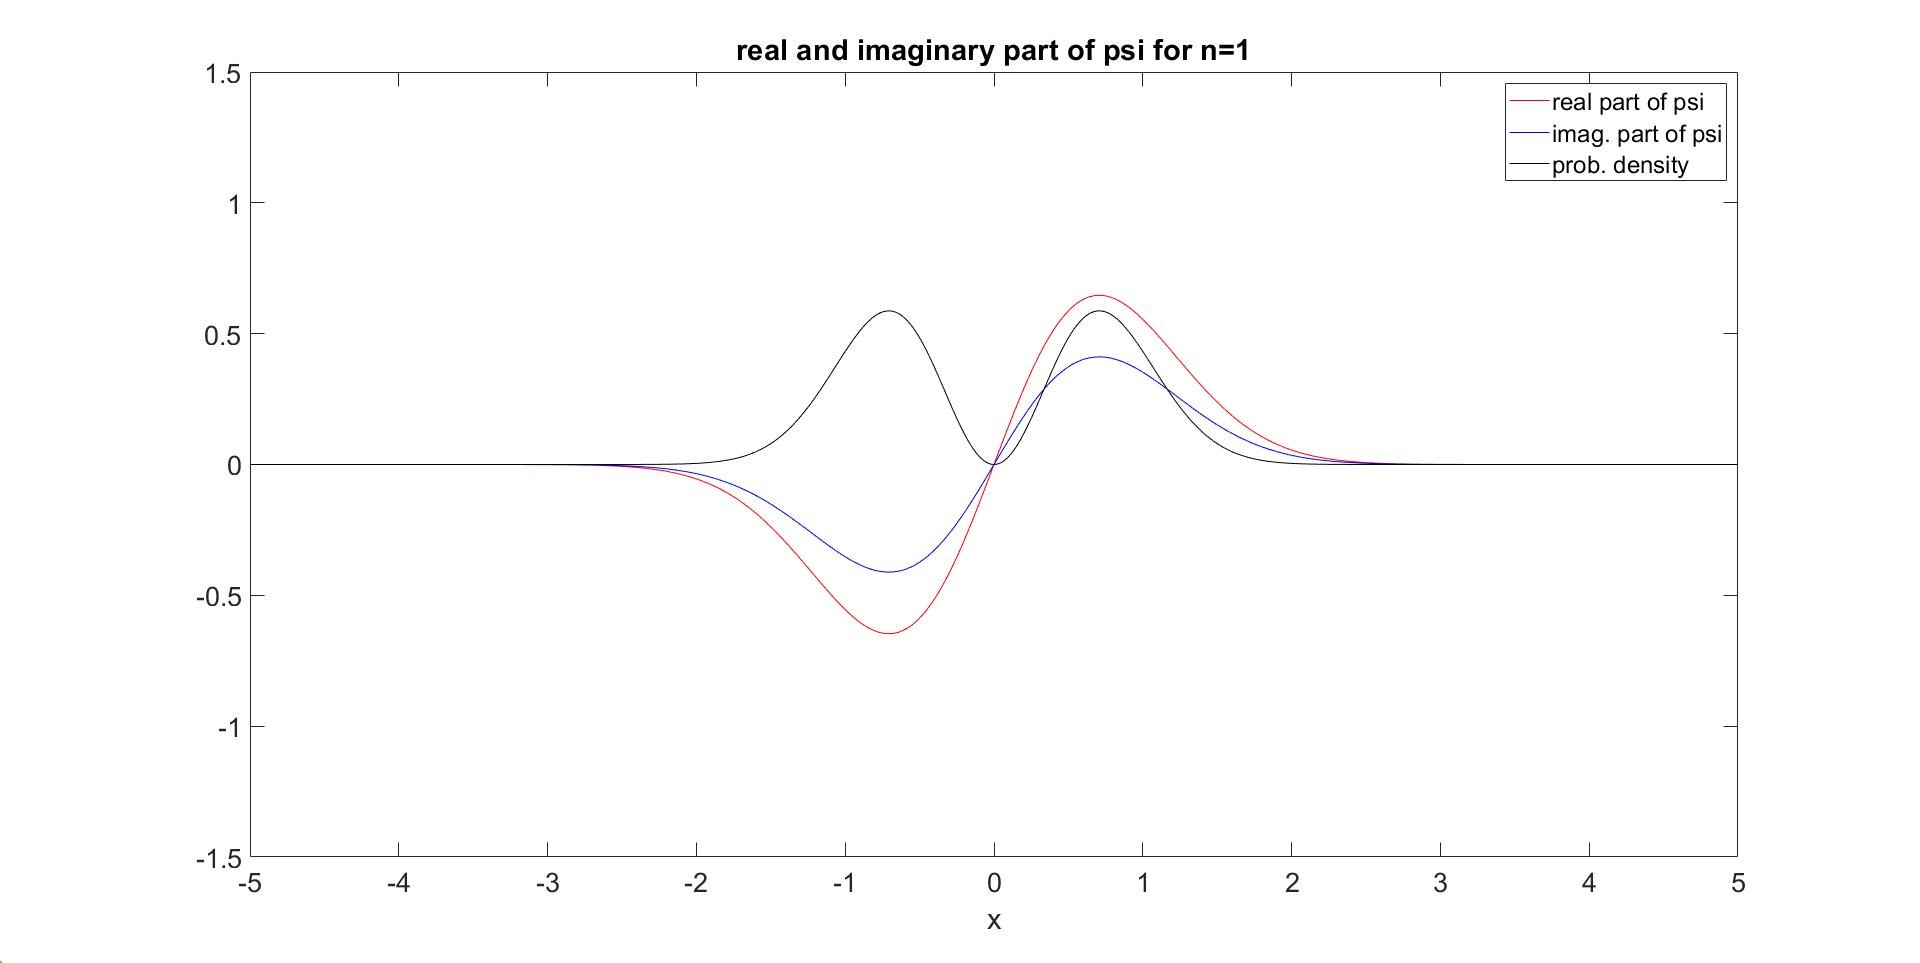 real and imaginary part of psi for n=1
1.5
real part of psi
imag. part of psi
prob. density
1
0.5
0
-0.5
-1
-1.5
-5 -4 -3 -2 -1 0 1 2 3 4 5
x